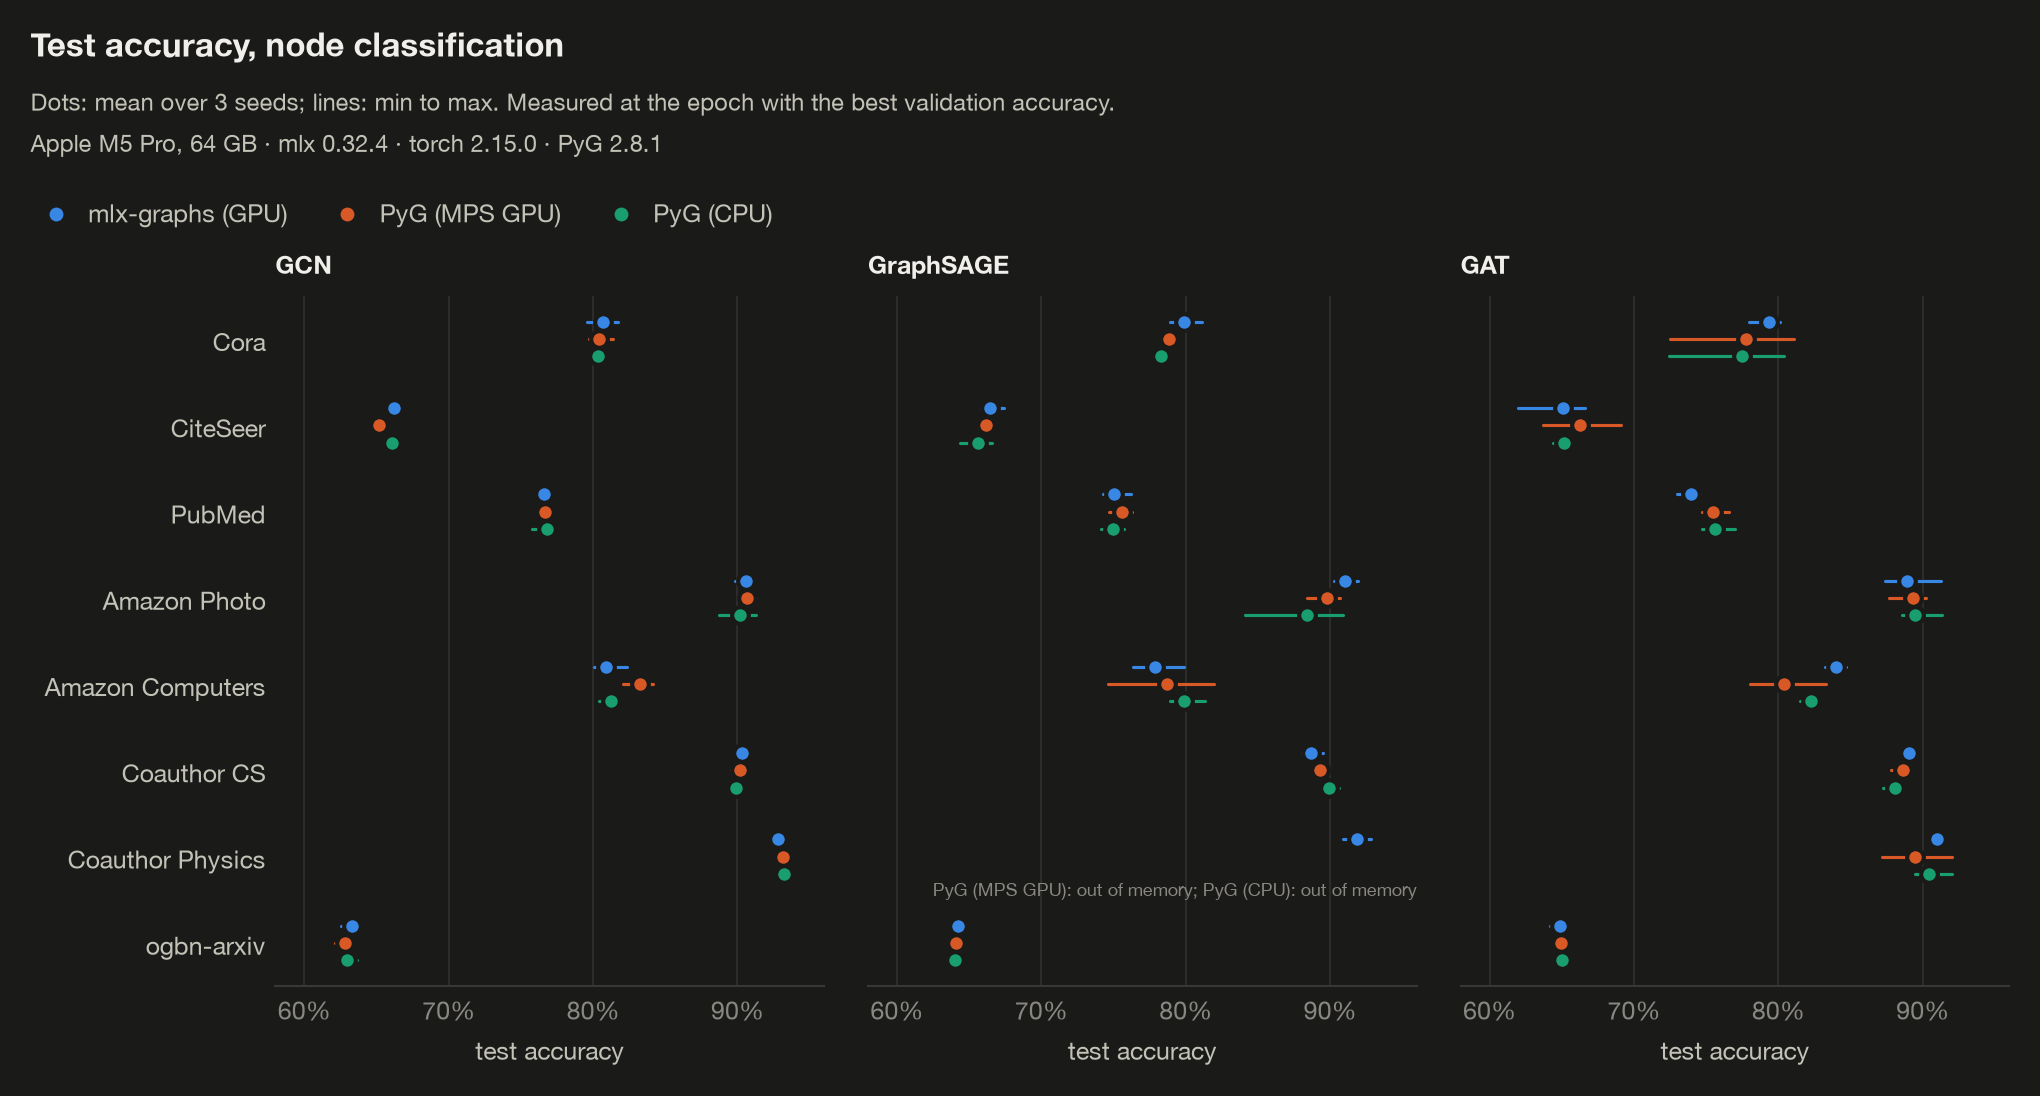 Test accuracy, node classification
Dots: mean over 3 seeds; lines: min to max. Measured at the epoch with the best validation accuracy.
Apple M5 Pro, 64 GB · mlx 0.32.4 · torch 2.15.0 · PyG 2.8.1
mlx-graphs (GPU) PyG (MPS GPU) PyG (CPU)
GCN GraphSAGE GAT
Cora
CiteSeer
PubMed
Amazon Photo
Amazon Computers
Coauthor CS
Coauthor Physics
PyG (MPS GPU): out of memory; PyG (CPU): out of memory
ogbn-arxiv
60% 70% 80% 90% 60% 70% 80% 90% 60% 70% 80% 90%
test accuracy test accuracy test accuracy